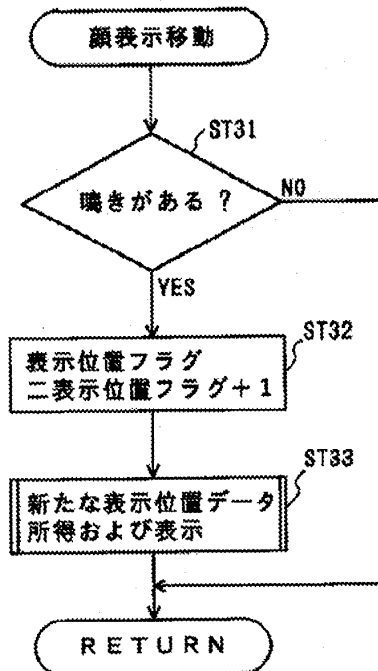 顔表示移動
ST31
鳴きがある？
NO
YES
ST32
表示位置フラグ
=表示位置フラグ+1
ST33
新たな表示位置データ
所得および表示
RETURN